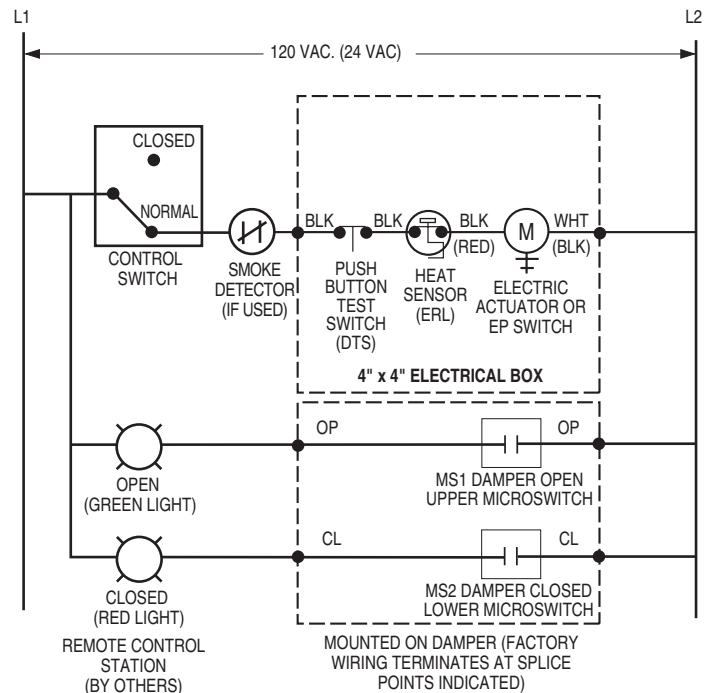 L1
L2
120 VAC. (24 VAC)
CLOSED
NORMAL
CONTROL
SWITCH
SMOKE
DETECTOR
(IF USED)
BLK
BLK
BLK
(RED)
WHT
(BLK)
M
PUSH
BUTTON
TEST
SWITCH
(DTS)
HEAT
SENSOR
(ERL)
ELECTRIC
ACTUATOR OR
EP SWITCH
4" x 4" ELECTRICAL BOX
OP
OP
OPEN
(GREEN LIGHT)
MS1 DAMPER OPEN
UPPER MICROSWITCH
CL
CL
CLOSED
(RED LIGHT)
MS2 DAMPER CLOSED
LOWER MICROSWITCH
REMOTE CONTROL
STATION
(BY OTHERS)
MOUNTED ON DAMPER (FACTORY
WIRING TERMINATES AT SPLICE
POINTS INDICATED)